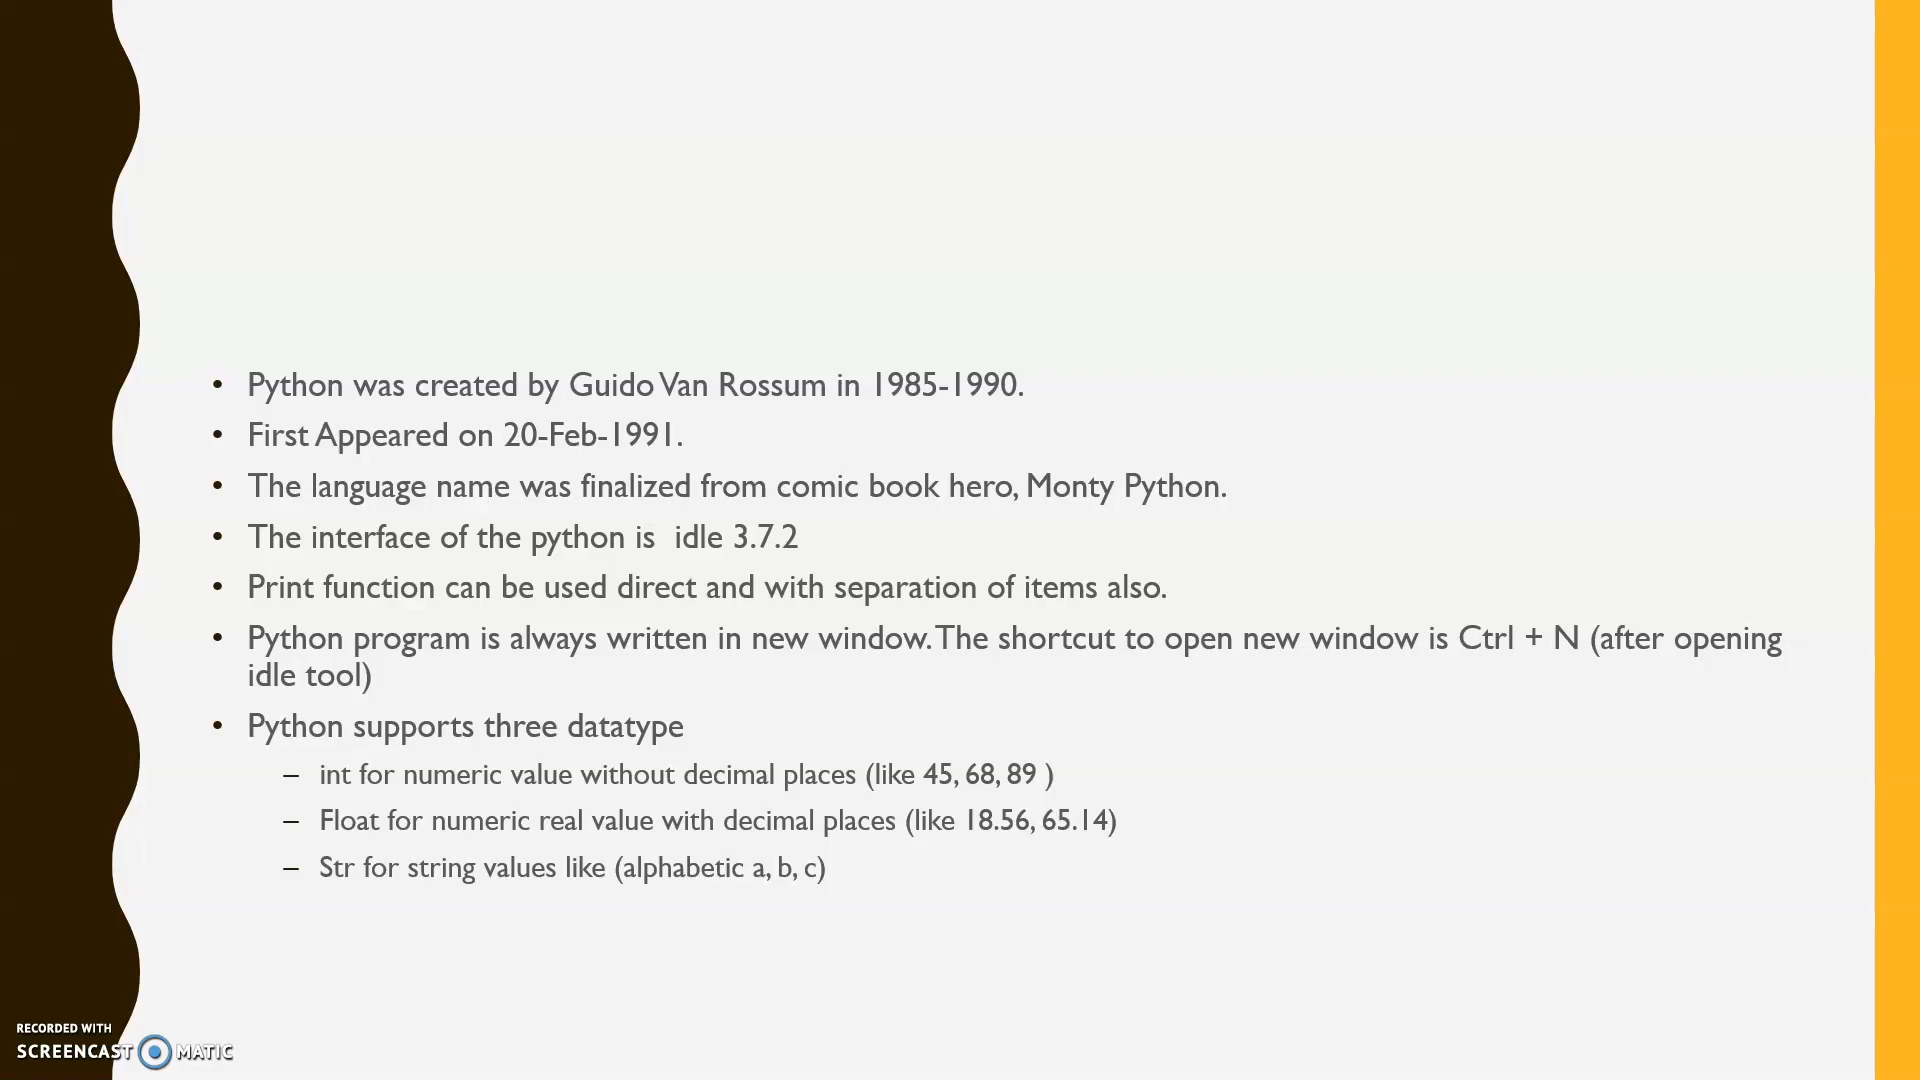 • Python was created by Guido Van Rossum in 1985-1990.
• First Appeared on 20-Feb-1991.
• The language name was finalized from comic book hero, Monty Python.
• The interface of the python is  idle 3.7.2
• Print function can be used direct and with separation of items also.
• Python program is always written in new window. The shortcut to open new window is Ctrl + N (after opening
idle tool)
• Python supports three datatype
– int for numeric value without decimal places (like 45, 68, 89 )
– Float for numeric real value with decimal places (like 18.56, 65.14)
– Str for string values like (alphabetic a, b, c)
RECORDED WITH
SCREENCAST MATIC